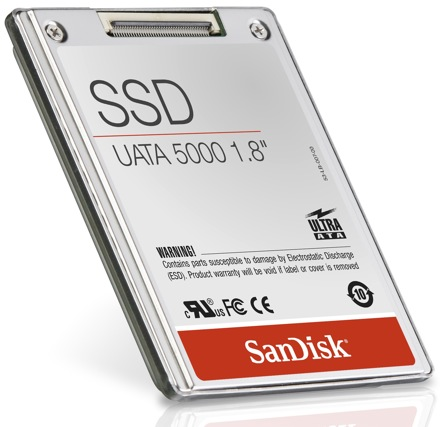 SSD
UATA 5000 1.8"
ULTRA
ATA
WARNING!
Contains parts susceptible to damage by Electrostatic Discharge
(ESD). Product warranty will be void if label or cover is removed
c RU® US FC CE
10
SanDisk®